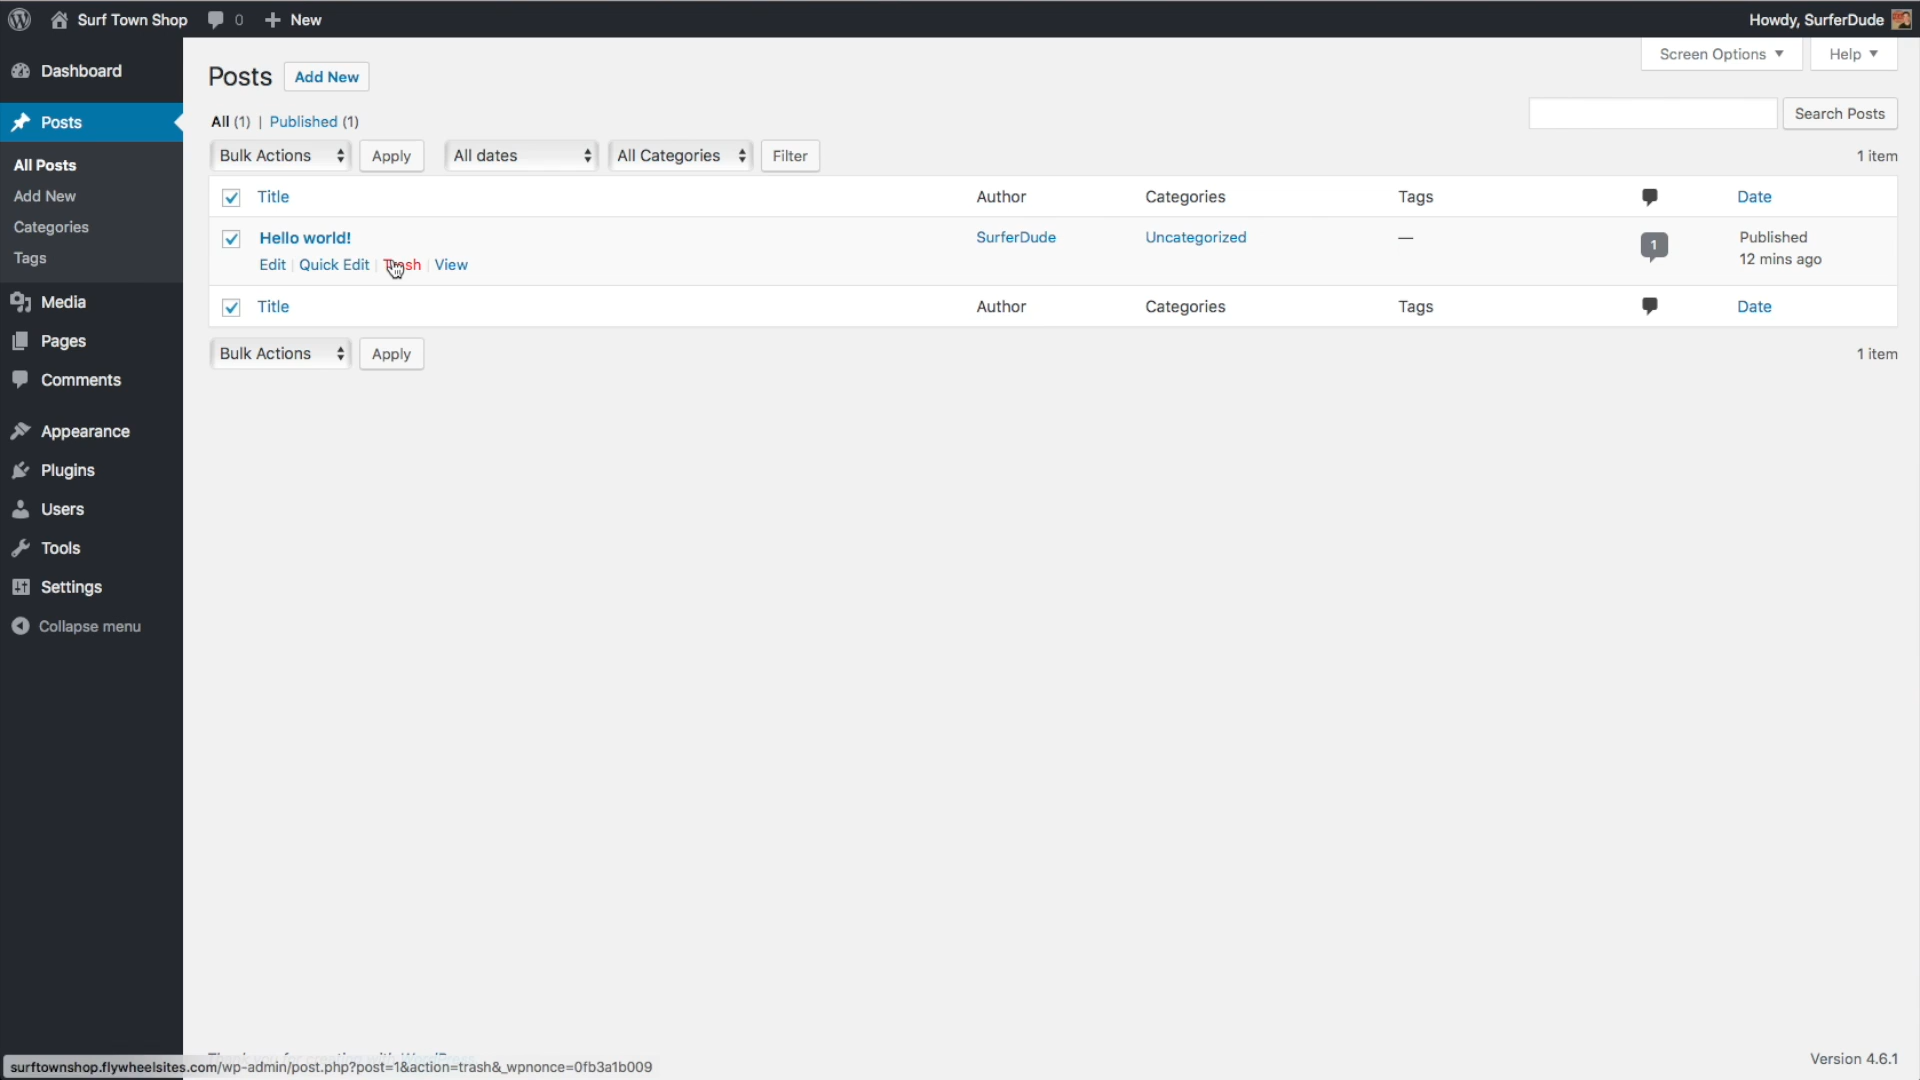 Surf Town Shop 0 New Howdy, SurferDude
Screen Options Help
Dashboard
Posts
All Posts
Add New
Categories
Tags
Media
Pages
Comments
Appearance
Plugins
Users
Tools
Settings
Collapse menu
Posts Add New
All (1) | Published (1)
Search Posts
Bulk Actions Apply All dates All Categories Filter 1 item
Title Author Categories Tags Date
Hello world! SurferDude Uncategorized — 1 Published
12 mins ago
Edit | Quick Edit | Trash | View
Title Author Categories Tags Date
Bulk Actions Apply 1 item
Version 4.6.1
surftownshop.flywheelsites.com/wp-admin/post.php?post=1&action=trash&_wpnonce=0fb3a1b009